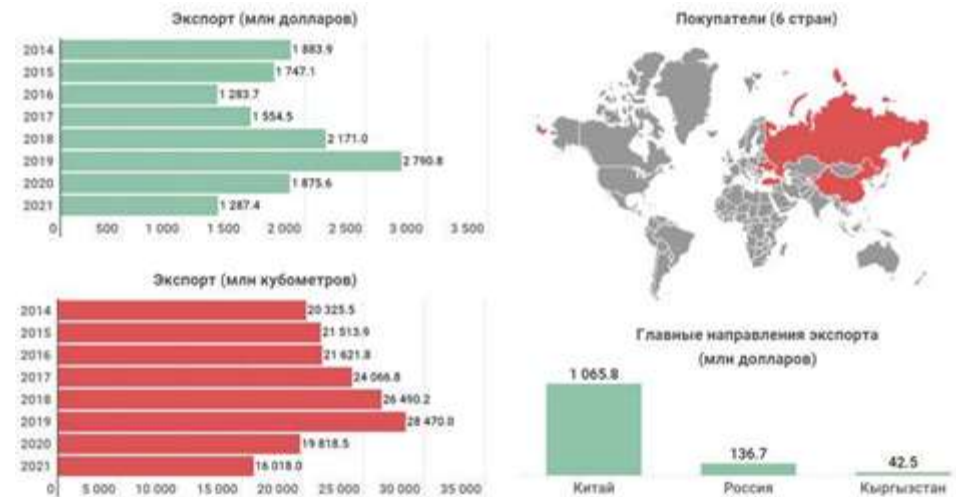 Экспорт (млн долларов)
2014 1 883.9
2015 1 747.1
2016 1 283.7
2017 1 554.5
2018 2 171.0
2019 2 790.8
2020 1 875.6
2021 1 287.4
0 500 1 000 1 500 2 000 2 500 3 000 3 500
Экспорт (млн кубометров)
2014 20 325.5
2015 21 513.9
2016 21 621.8
2017 24 066.8
2018 26 490.2
2019 28 470.0
2020 19 818.5
2021 16 018.0
0 5 000 10 000 15 000 20 000 25 000 30 000 35 000
Покупатели (6 стран)
Главные направления экспорта
(млн долларов)
1 065.8 136.7 42.5
Китай Россия Кыргызстан